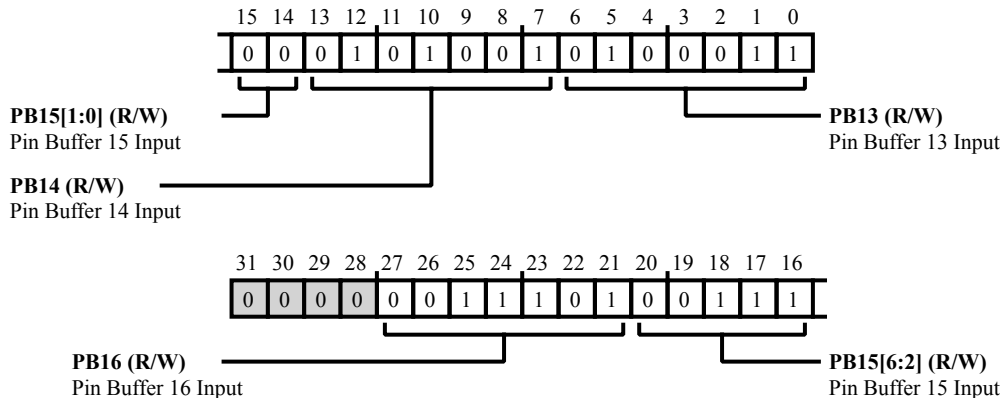 15 14 13 12 11 10 9 8 7 6 5 4 3 2 1 0
0 0 0 1 0 1 0 0 1 0 1 0 0 0 1 1
PB15[1:0] (R/W)
Pin Buffer 15 Input
PB13 (R/W)
Pin Buffer 13 Input
PB14 (R/W)
Pin Buffer 14 Input
31 30 29 28 27 26 25 24 23 22 21 20 19 18 17 16
0 0 0 0 0 0 1 1 1 0 1 0 0 1 1 1
PB16 (R/W)
Pin Buffer 16 Input
PB15[6:2] (R/W)
Pin Buffer 15 Input